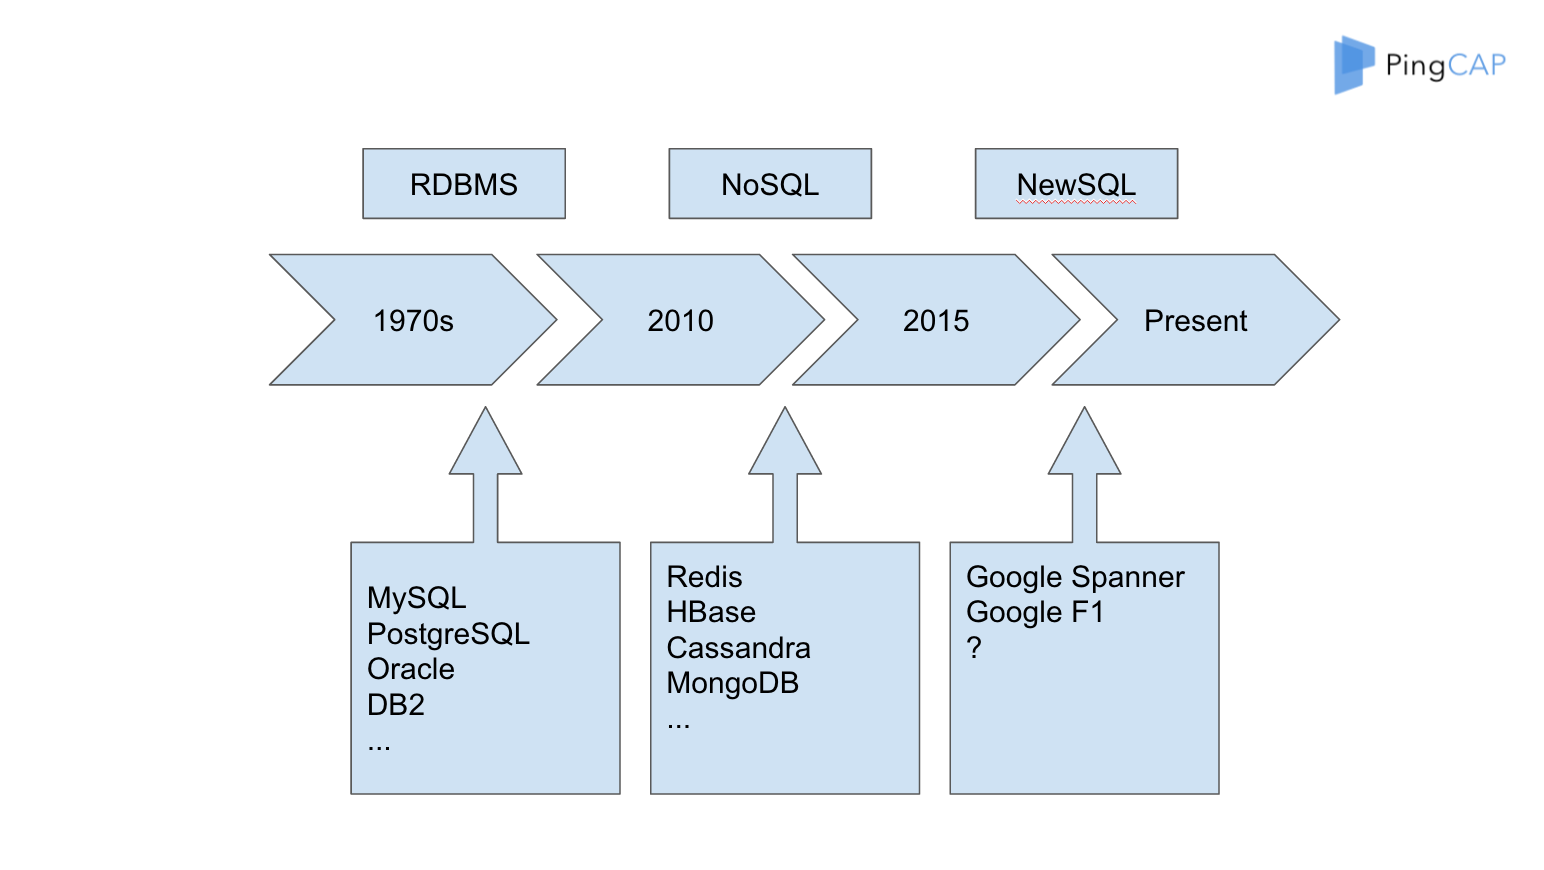 PingCAP
RDBMS
NoSQL
NewSQL
1970s
2010
2015
Present
MySQL
PostgreSQL
Oracle
DB2
...
Redis
HBase
Cassandra
MongoDB
...
Google Spanner
Google F1
?